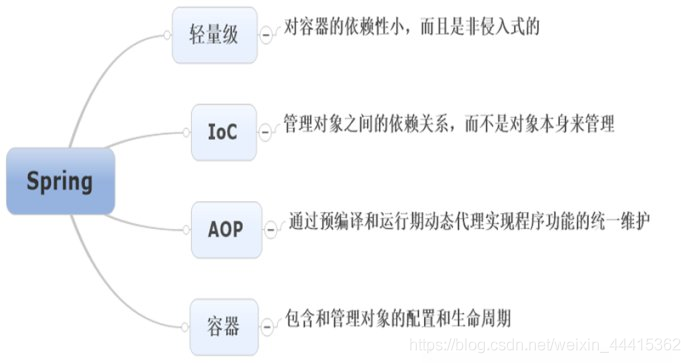 轻量级
对容器的依赖性小，而且是非侵入式的
IoC
管理对象之间的依赖关系，而不是对象本身来管理
Spring
AOP
通过预编译和运行期动态代理实现程序功能的统一维护
容器
包含和管理对象的配置和生命周期
https://blog.csdn.net/weixin_44415362